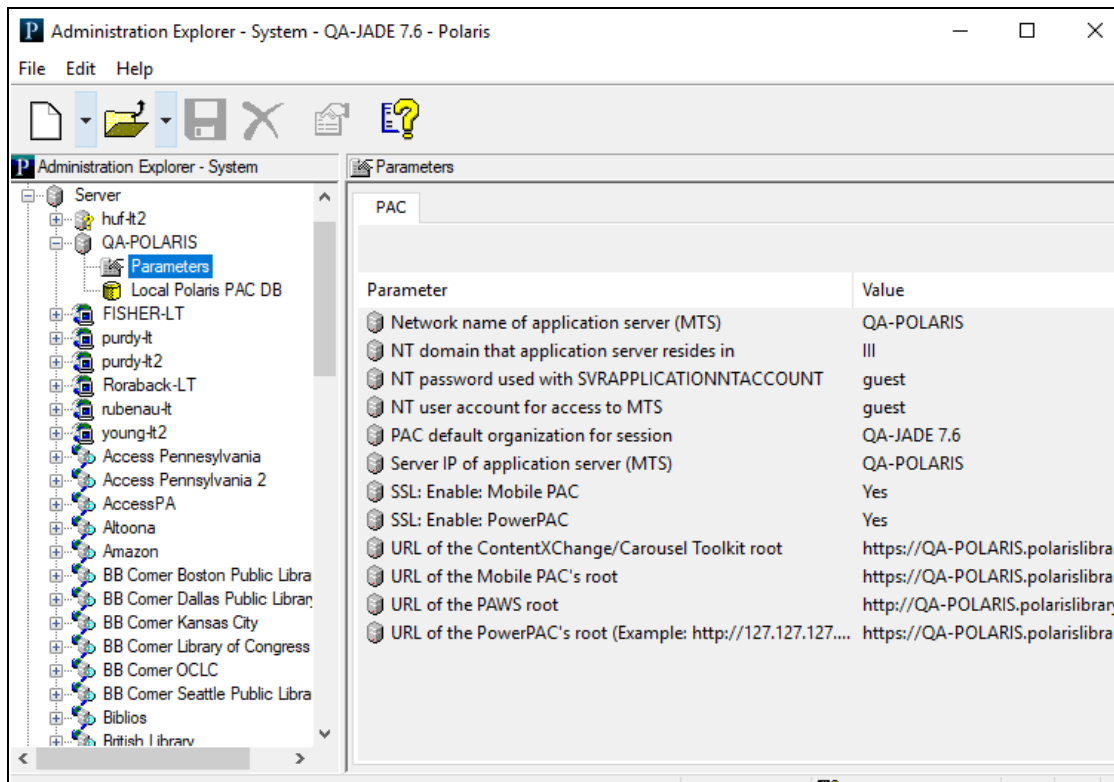 Administration Explorer - System - QA-JADE 7.6 - Polaris
File Edit Help
Administration Explorer - System
Parameters
Server
huf-lt2
QA-POLARIS
Parameters
Local Polaris PAC DB
FISHER-LT
purdy-lt
purdy-lt2
Roraback-LT
rubenau-lt
young-lt2
Access Pennesylvania
Access Pennsylvania 2
AccessPA
Altoona
Amazon
BB Comer Boston Public Libra
BB Comer Dallas Public Library
BB Comer Kansas City
BB Comer Library of Congress
BB Comer OCLC
BB Comer Seattle Public Libra
Biblios
British Library
PAC
Parameter Value
Network name of application server (MTS) QA-POLARIS
NT domain that application server resides in III
NT password used with SVRAPPLICATIONNTACCOUNT guest
NT user account for access to MTS guest
PAC default organization for session QA-JADE 7.6
Server IP of application server (MTS) QA-POLARIS
SSL: Enable: Mobile PAC Yes
SSL: Enable: PowerPAC Yes
URL of the ContentXChange/Carousel Toolkit root https://QA-POLARIS.polarislibra
URL of the Mobile PAC's root https://QA-POLARIS.polarislibra
URL of the PAWS root http://QA-POLARIS.polarislibrary
URL of the PowerPAC's root (Example: http://127.127.127.... https://QA-POLARIS.polarislibra